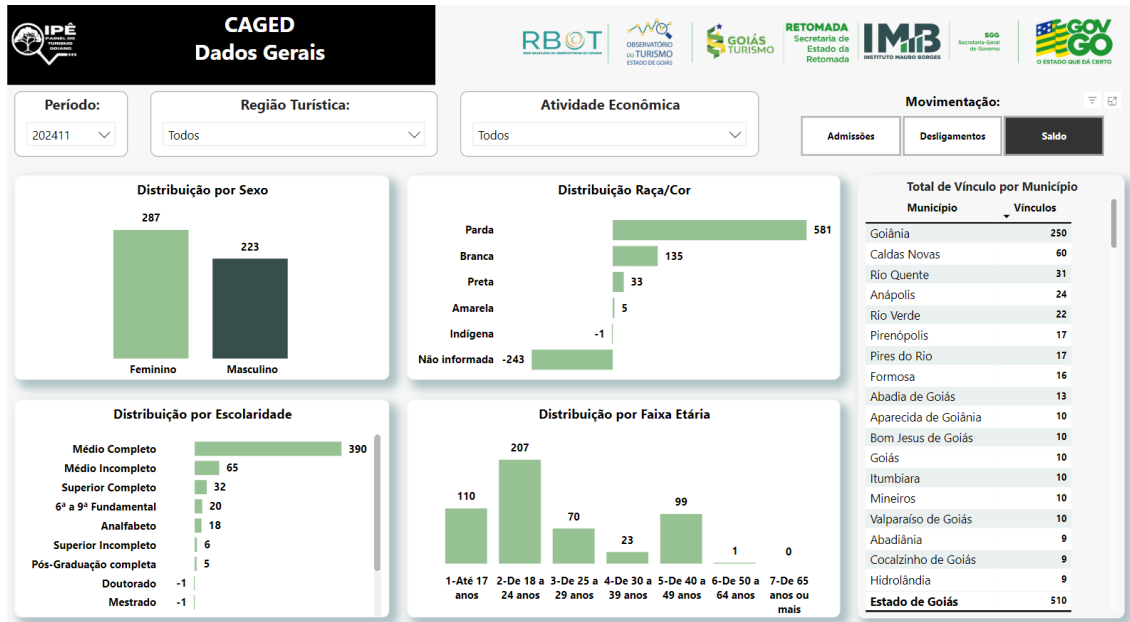 IPÊ
PAINEL DO
TURISMO
GOIANO
CAGED
Dados Gerais
RBOT
OBSERVATÓRIO
DO TURISMO
ESTADO DE GOIÁS
GOIÁS
TURISMO
RETOMADA
Secretaria de
Estado da
Retomada
IMB
INSTITUTO MAURO BORGES
SGG
Secretaria-Geral
de Governo
GOV
GO
O ESTADO QUE DÁ CERTO
Período:
202411
Região Turística:
Todos
Atividade Econômica
Todos
Movimentação:
Admissões
Desligamentos
Saldo
Distribuição por Sexo
287
223
Feminino
Masculino
Distribuição Raça/Cor
Parda 581
Branca 135
Preta 33
Amarela 5
Indígena -1
Não informada -243
Total de Vínculo por Município
Município Vínculos
Goiânia 250
Caldas Novas 60
Rio Quente 31
Anápolis 24
Rio Verde 22
Pirenópolis 17
Pires do Rio 17
Formosa 16
Abadia de Goiás 13
Aparecida de Goiânia 10
Bom Jesus de Goiás 10
Goiás 10
Itumbiara 10
Mineiros 10
Valparaíso de Goiás 10
Abadiânia 9
Cocalzinho de Goiás 9
Hidrolândia 9
Estado de Goiás 510
Distribuição por Escolaridade
Médio Completo 390
Médio Incompleto 65
Superior Completo 32
6ª a 9ª Fundamental 20
Analfabeto 18
Superior Incompleto 6
Pós-Graduação completa 5
Doutorado -1
Mestrado -1
Distribuição por Faixa Etária
110
207
70
23
99
1
0
1-Até 17 anos
2-De 18 a 24 anos
3-De 25 a 29 anos
4-De 30 a 39 anos
5-De 40 a 49 anos
6-De 50 a 64 anos
7-De 65 anos ou mais